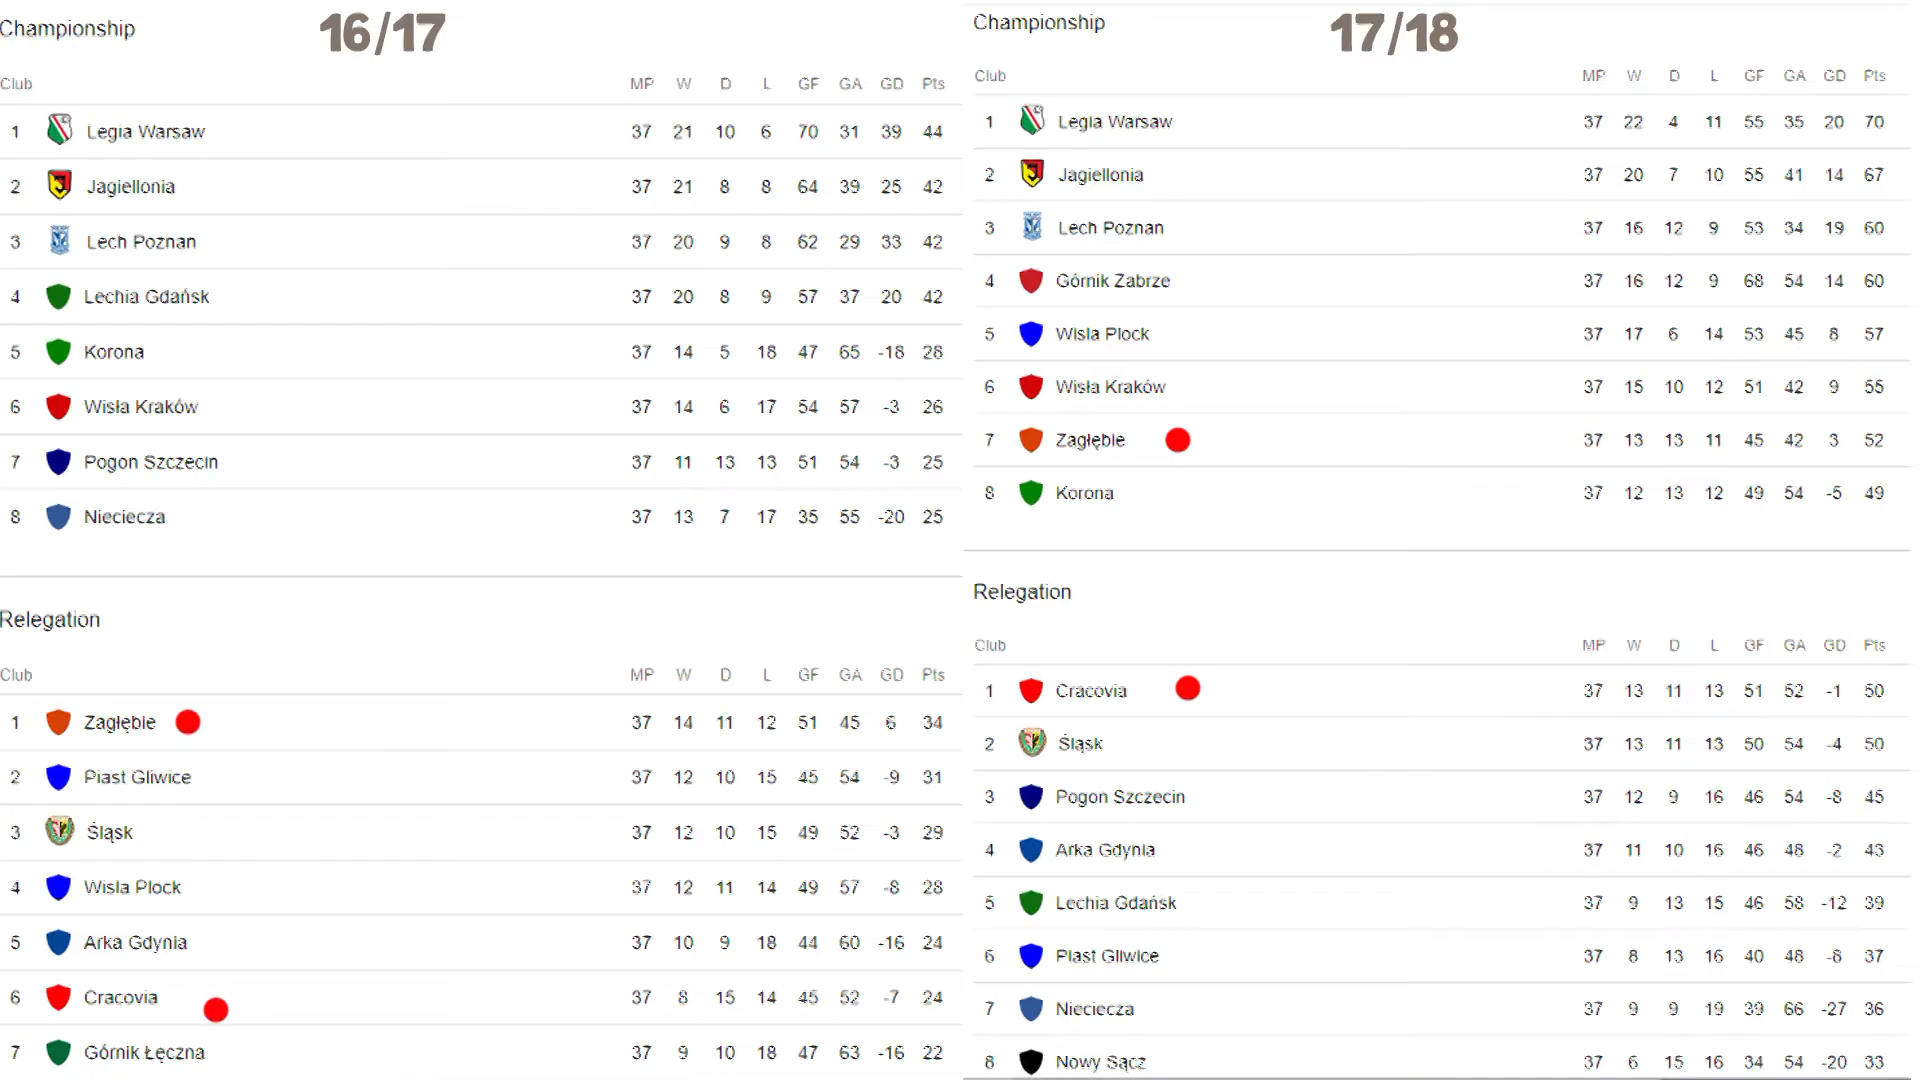 Championship 16/17
Club MP W D L GF GA GD Pts
1 Legia Warsaw 37 21 10 6 70 31 39 44
2 Jagiellonia 37 21 8 8 64 39 25 42
3 Lech Poznan 37 20 9 8 62 29 33 42
4 Lechia Gdańsk 37 20 8 9 57 37 20 42
5 Korona 37 14 5 18 47 65 -18 28
6 Wisła Kraków 37 14 6 17 54 57 -3 26
7 Pogon Szczecin 37 11 13 13 51 54 -3 25
8 Nieciecza 37 13 7 17 35 55 -20 25
Relegation
Club MP W D L GF GA GD Pts
1 Zagłębie 37 14 11 12 51 45 6 34
2 Piast Gliwice 37 12 10 15 45 54 -9 31
3 Śląsk 37 12 10 15 49 52 -3 29
4 Wisla Plock 37 12 11 14 49 57 -8 28
5 Arka Gdynia 37 10 9 18 44 60 -16 24
6 Cracovia 37 8 15 14 45 52 -7 24
7 Górnik Łęczna 37 9 10 18 47 63 -16 22
Championship 17/18
Club MP W D L GF GA GD Pts
1 Legia Warsaw 37 22 4 11 55 35 20 70
2 Jagiellonia 37 20 7 10 55 41 14 67
3 Lech Poznan 37 16 12 9 53 34 19 60
4 Górnik Zabrze 37 16 12 9 68 54 14 60
5 Wisla Plock 37 17 6 14 53 45 8 57
6 Wisła Kraków 37 15 10 12 51 42 9 55
7 Zagłębie 37 13 13 11 45 42 3 52
8 Korona 37 12 13 12 49 54 -5 49
Relegation
Club MP W D L GF GA GD Pts
1 Cracovia 37 13 11 13 51 52 -1 50
2 Śląsk 37 13 11 13 50 54 -4 50
3 Pogon Szczecin 37 12 9 16 46 54 -8 45
4 Arka Gdynia 37 11 10 16 46 48 -2 43
5 Lechia Gdańsk 37 9 13 15 46 58 -12 39
6 Piast Gliwice 37 8 13 16 40 48 -8 37
7 Nieciecza 37 9 9 19 39 66 -27 36
8 Nowy Sącz 37 6 15 16 34 54 -20 33